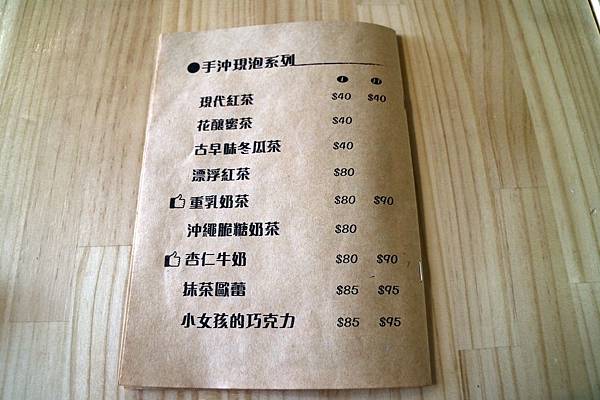 ●手沖現泡系列
I H
現代紅茶 $40 $40
花釀蜜茶 $40
古早味冬瓜茶 $40
漂浮紅茶 $80
重乳奶茶 $80 $90
沖繩脆糖奶茶 $80
杏仁牛奶 $80 $90
抹茶歐蕾 $85 $95
小女孩的巧克力 $85 $95